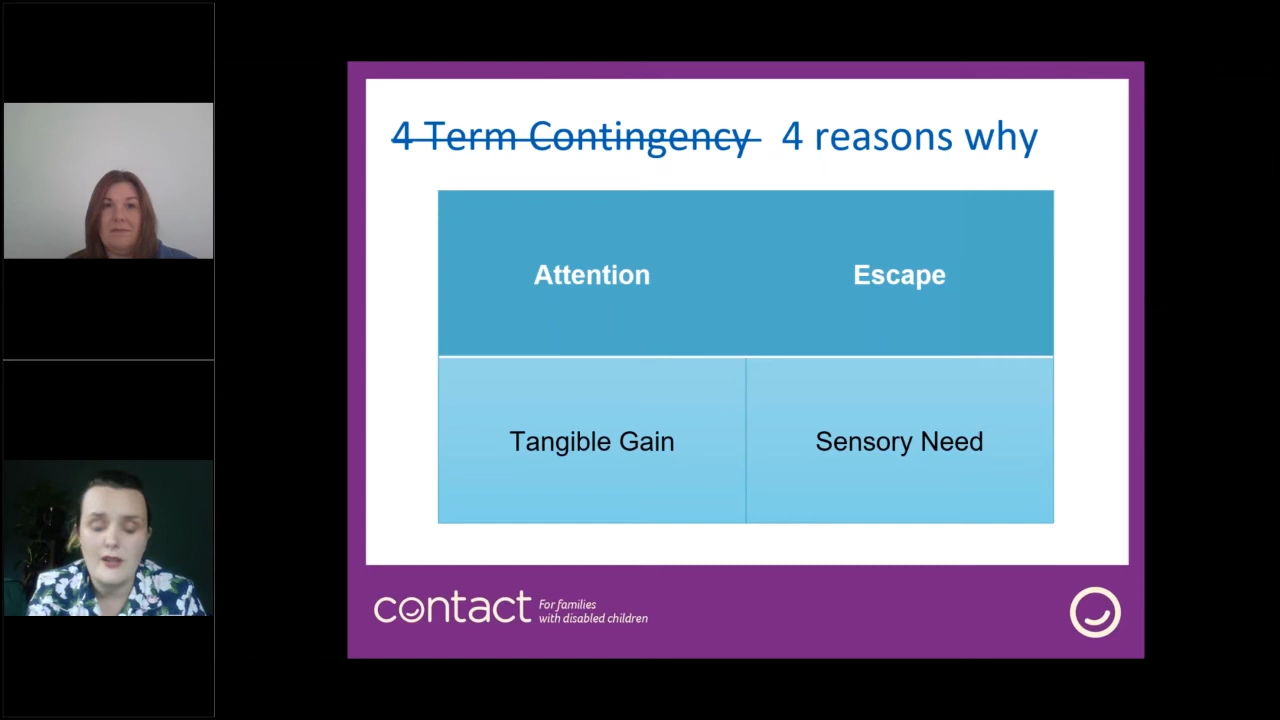 4 Term Contingency 4 reasons why
Attention Escape
Tangible Gain Sensory Need
contact For families
with disabled children